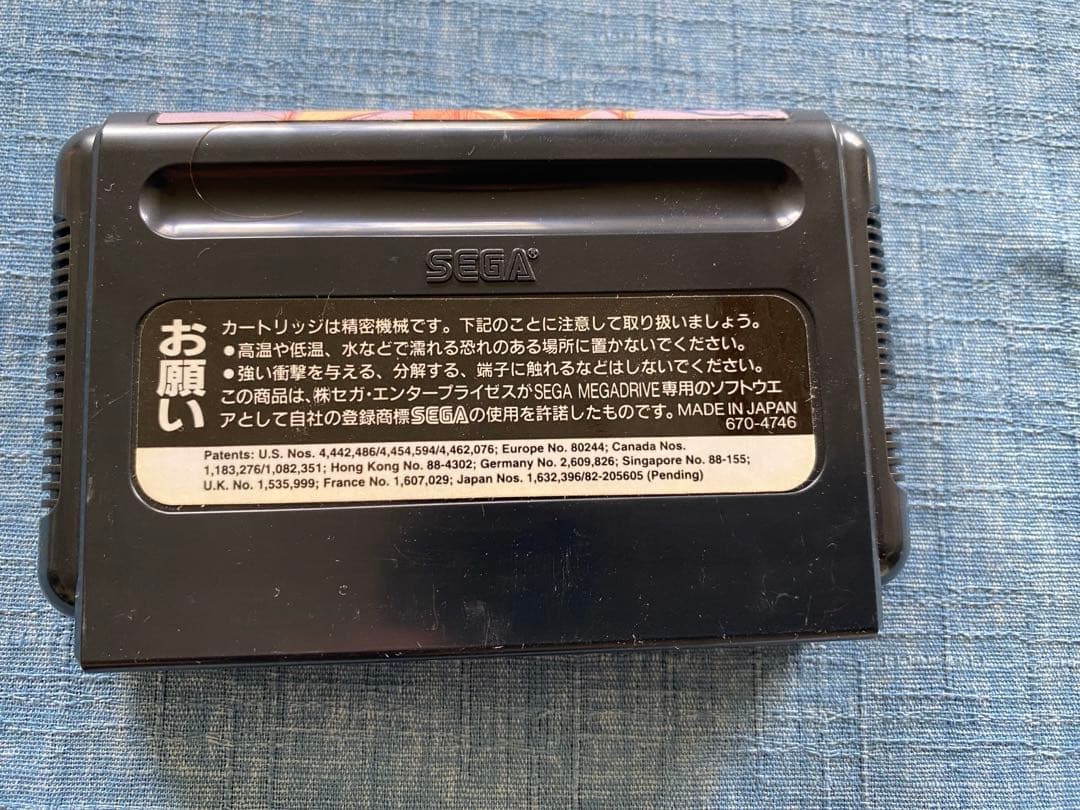 SEGA®
お願い
カートリッジは精密機械です。下記のことに注意して取り扱いましょう。
●高温や低温、水などで濡れる恐れのある場所に置かないでください。
●強い衝撃を与える、分解する、端子に触れるなどはしないでください。
この商品は、㈱セガ・エンタープライゼスがSEGA MEGADRIVE専用のソフトウエ
アとして自社の登録商標SEGAの使用を許諾したものです。MADE IN JAPAN
670-4746
Patents: U.S. Nos. 4,442,486/4,454,594/4,462,076; Europe No. 80244; Canada Nos.
1,183,276/1,082,351; Hong Kong No. 88-4302; Germany No. 2,609,826; Singapore No. 88-155;
U.K. No. 1,535,999; France No. 1,607,029; Japan Nos. 1,632,396/82-205605 (Pending)